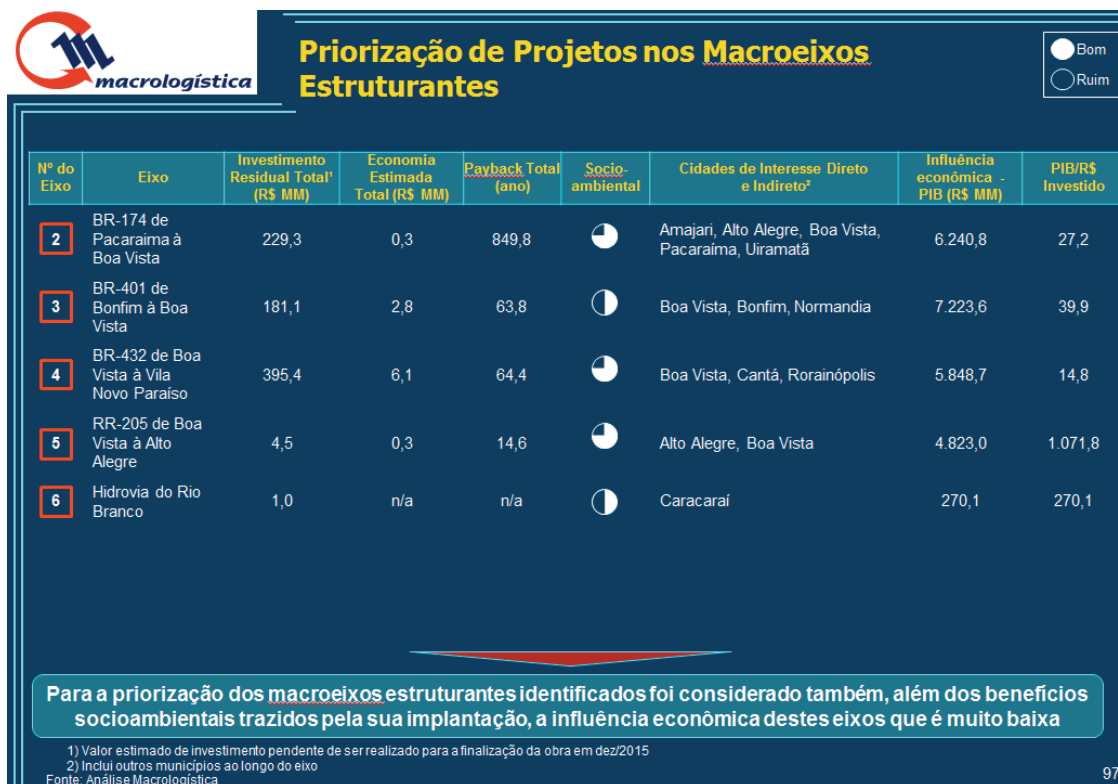 macrologística
Priorização de Projetos nos Macroeixos
Estruturantes
Bom
Ruim
Nº do
Eixo
Eixo
Investimento
Residual Total¹
(R$ MM)
Economia
Estimada
Total (R$ MM)
Payback Total
(ano)
Socio-
ambiental
Cidades de Interesse Direto
e Indireto²
Influência
econômica -
PIB (R$ MM)
PIB/R$
Investido
2
BR-174 de
Pacaraima à
Boa Vista
229,3
0,3
849,8
Amajari, Alto Alegre, Boa Vista,
Pacaraíma, Uiramatã
6.240,8
27,2
3
BR-401 de
Bonfim à Boa
Vista
181,1
2,8
63,8
Boa Vista, Bonfim, Normandia
7.223,6
39,9
4
BR-432 de Boa
Vista à Vila
Novo Paraíso
395,4
6,1
64,4
Boa Vista, Cantá, Rorainópolis
5.848,7
14,8
5
RR-205 de Boa
Vista à Alto
Alegre
4,5
0,3
14,6
Alto Alegre, Boa Vista
4.823,0
1.071,8
6
Hidrovia do Rio
Branco
1,0
n/a
n/a
Caracaraí
270,1
270,1
Para a priorização dos macroeixos estruturantes identificados foi considerado também, além dos benefícios
socioambientais trazidos pela sua implantação, a influência econômica destes eixos que é muito baixa
1) Valor estimado de investimento pendente de ser realizado para a finalização da obra em dez/2015
2) Inclui outros municípios ao longo do eixo
Fonte: Análise Macrologística
97